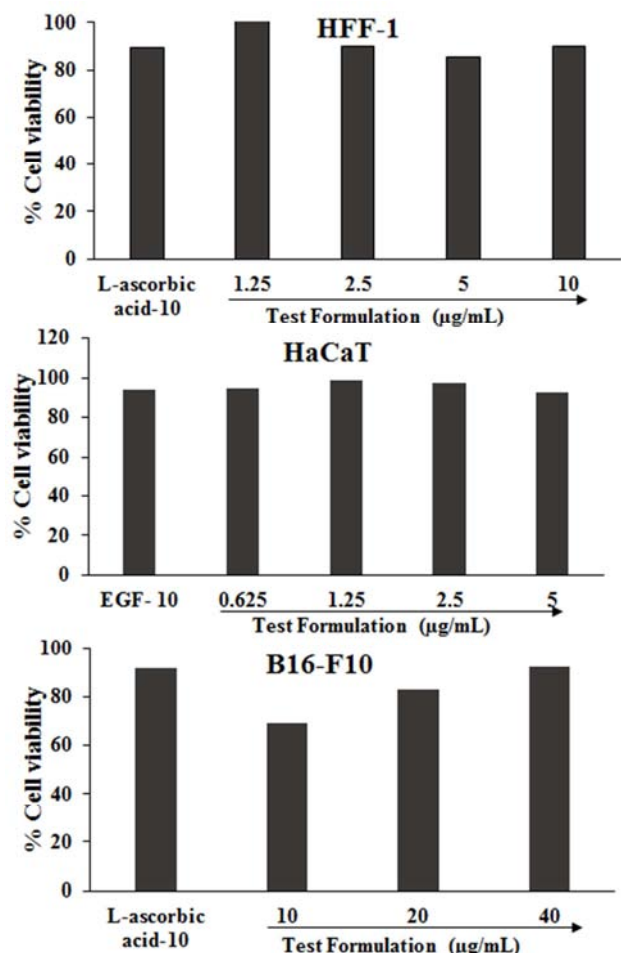 HFF-1
% Cell viability
100
80
60
40
20
0
L-ascorbic acid-10
1.25 2.5 5 10
Test Formulation (µg/mL)
HaCaT
% Cell viability
120
100
80
60
40
20
0
EGF- 10
0.625 1.25 2.5 5
Test Formulation (µg/mL)
B16-F10
% Cell viability
100
80
60
40
20
0
L-ascorbic
acid-10
10 20 40
Test Formulation (µg/mL)